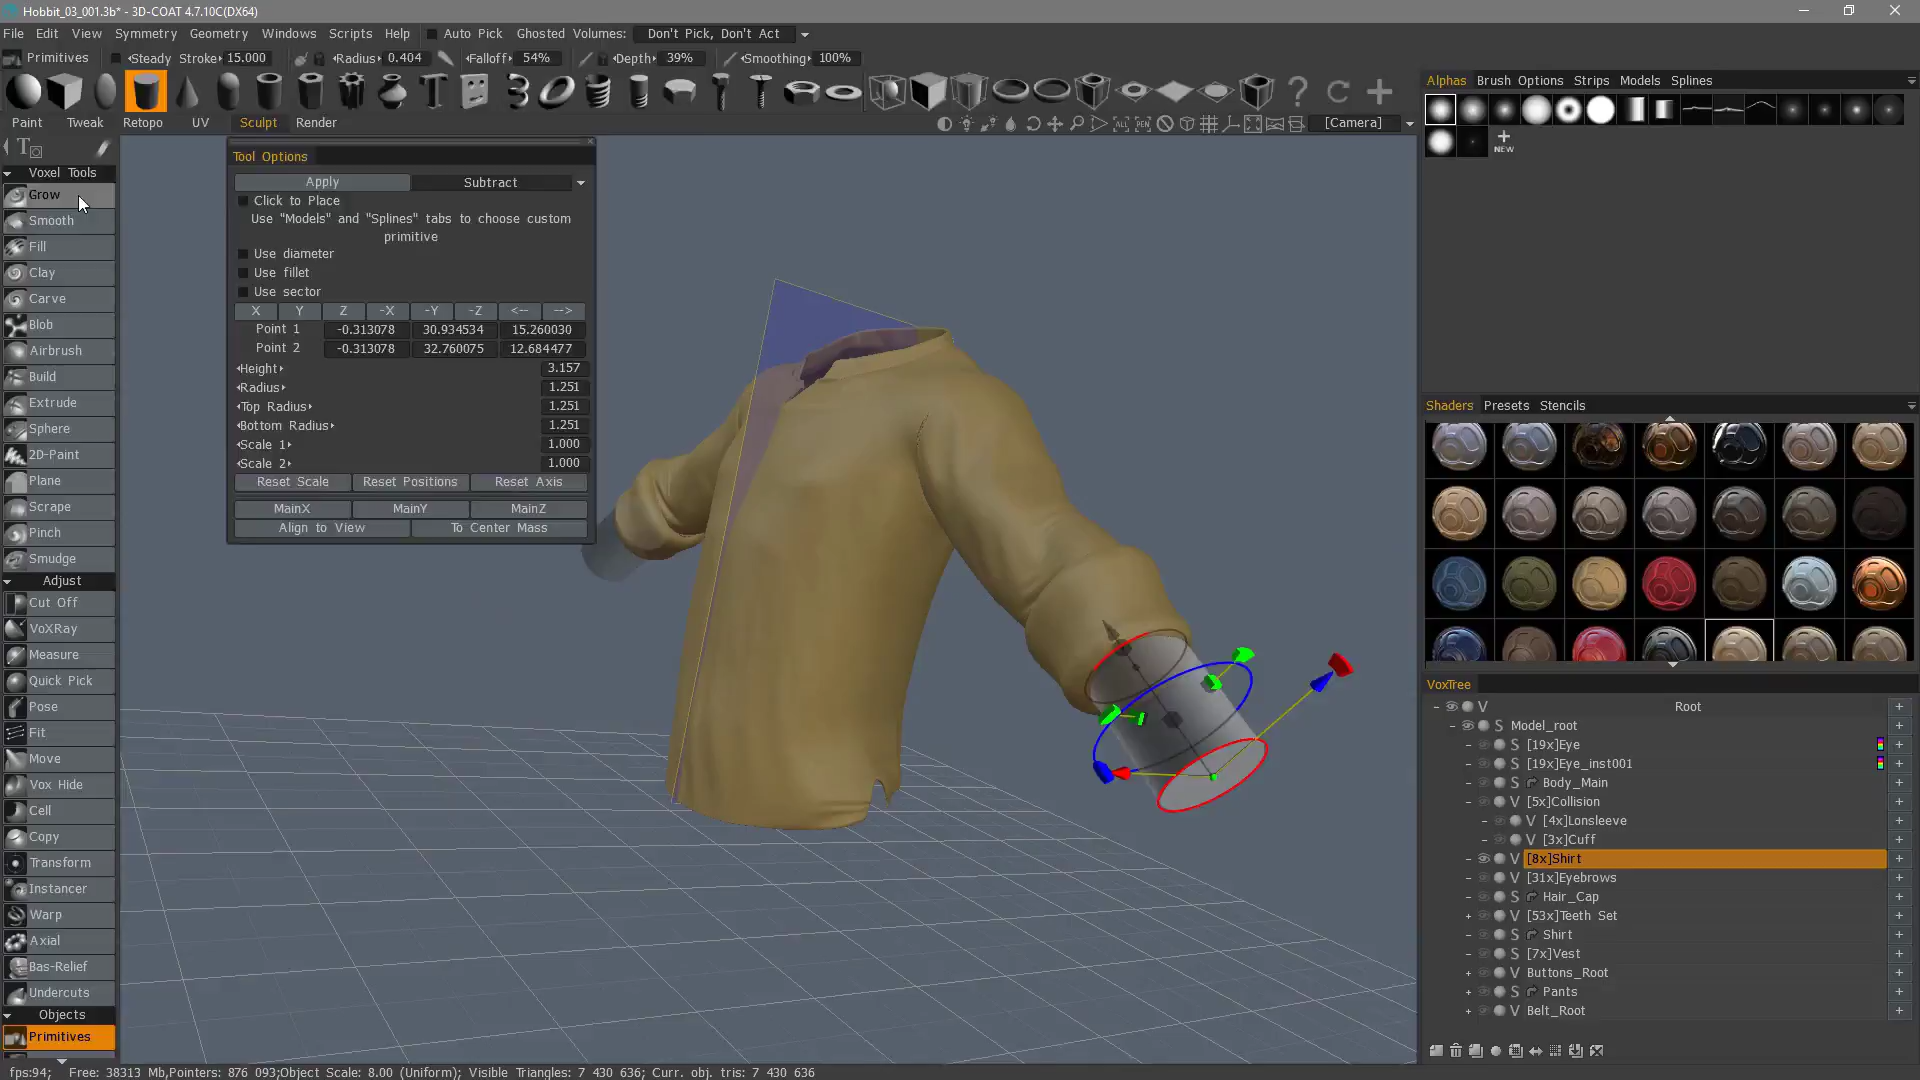 Hobbit_03_001.3b* - 3D-COAT 4.7.10C(DX64)
File Edit View Symmetry Geometry Windows Scripts Help Auto Pick Ghosted Volumes: Don't Pick, Don't Act
Primitives Steady Stroke 15.000 Radius 0.404 Falloff 54% Depth 39% Smoothing 100%
Paint Tweak Retopo UV Sculpt Render
[Camera]
Voxel Tools
Grow
Smooth
Fill
Clay
Carve
Blob
Airbrush
Build
Extrude
Sphere
2D-Paint
Plane
Scrape
Pinch
Smudge
Adjust
Cut Off
VoXRay
Measure
Quick Pick
Pose
Fit
Move
Vox Hide
Cell
Copy
Transform
Instancer
Warp
Axial
Bas-Relief
Undercuts
Objects
Primitives
Tool Options
Apply Subtract
Click to Place
Use "Models" and "Splines" tabs to choose custom
primitive
Use diameter
Use fillet
Use sector
X Y Z -X -Y -Z <-- -->
Point 1 -0.313078 30.934534 15.260030
Point 2 -0.313078 32.760075 12.684477
Height 3.157
Radius 1.251
Top Radius 1.251
Bottom Radius 1.251
Scale 1 1.000
Scale 2 1.000
Reset Scale Reset Positions Reset Axis
MainX MainY MainZ
Align to View To Center Mass
Alphas Brush Options Strips Models Splines
NEW
Shaders Presets Stencils
VoxTree
V Root
S Model_root
S [19x]Eye
S [19x]Eye_inst001
S Body_Main
V [5x]Collision
V [4x]Lonsleeve
V [3x]Cuff
V [8x]Shirt
V [31x]Eyebrows
S Hair_Cap
V [53x]Teeth Set
S Shirt
S [7x]Vest
V Buttons_Root
S Pants
V Belt_Root
fps:94; Free: 38313 Mb,Pointers: 876 093;Object Scale: 8.00 (Uniform); Visible Triangles: 7 430 636; Curr. obj. tris: 7 430 636